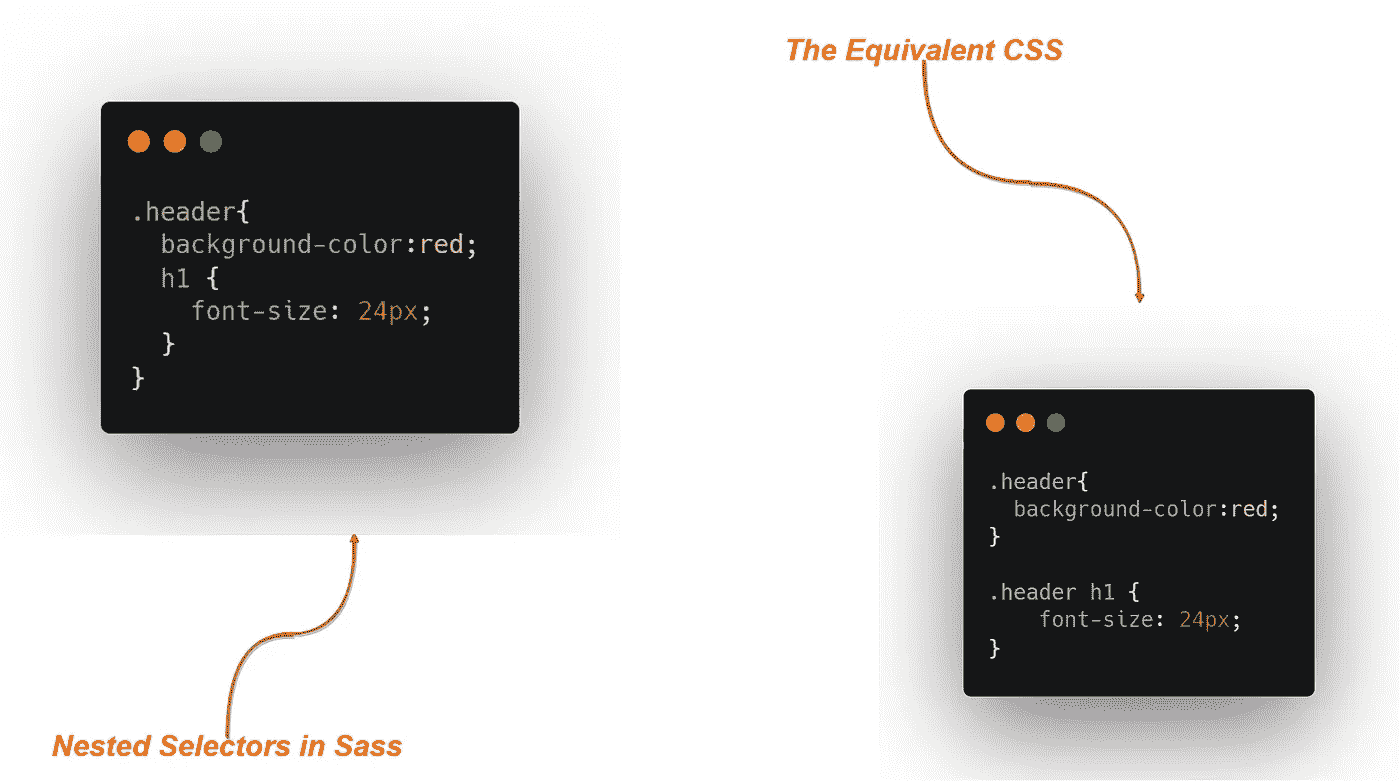 The Equivalent CSS
.header{
  background-color:red;
  h1 {
    font-size: 24px;
  }
}
.header{
  background-color:red;
}

.header h1 {
    font-size: 24px;
}
Nested Selectors in Sass